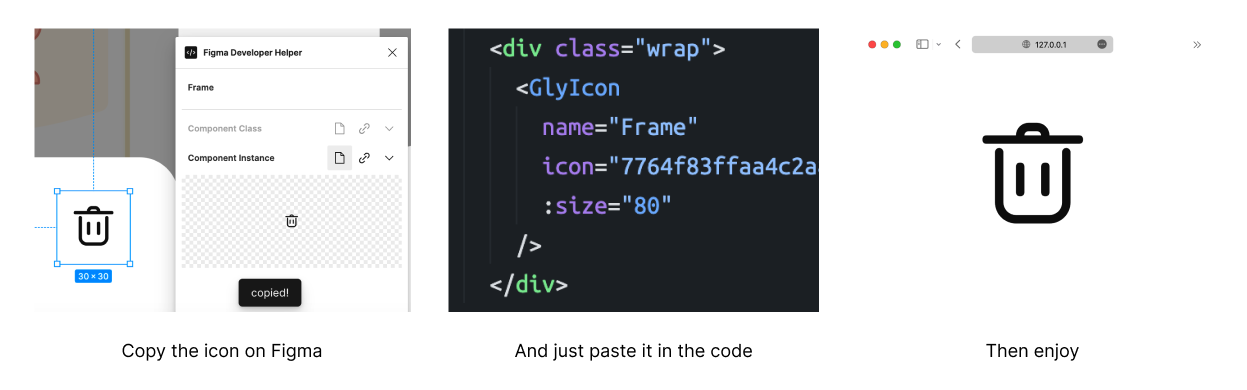 </> Figma Developer Helper
Frame
Component Class
Component Instance
30 × 30
copied!
Copy the icon on Figma
<div class="wrap">
<GlyIcon
name="Frame"
icon="7764f83ffaa4c2a
:size="80"
/>
</div>
And just paste it in the code
127.0.0.1
Then enjoy